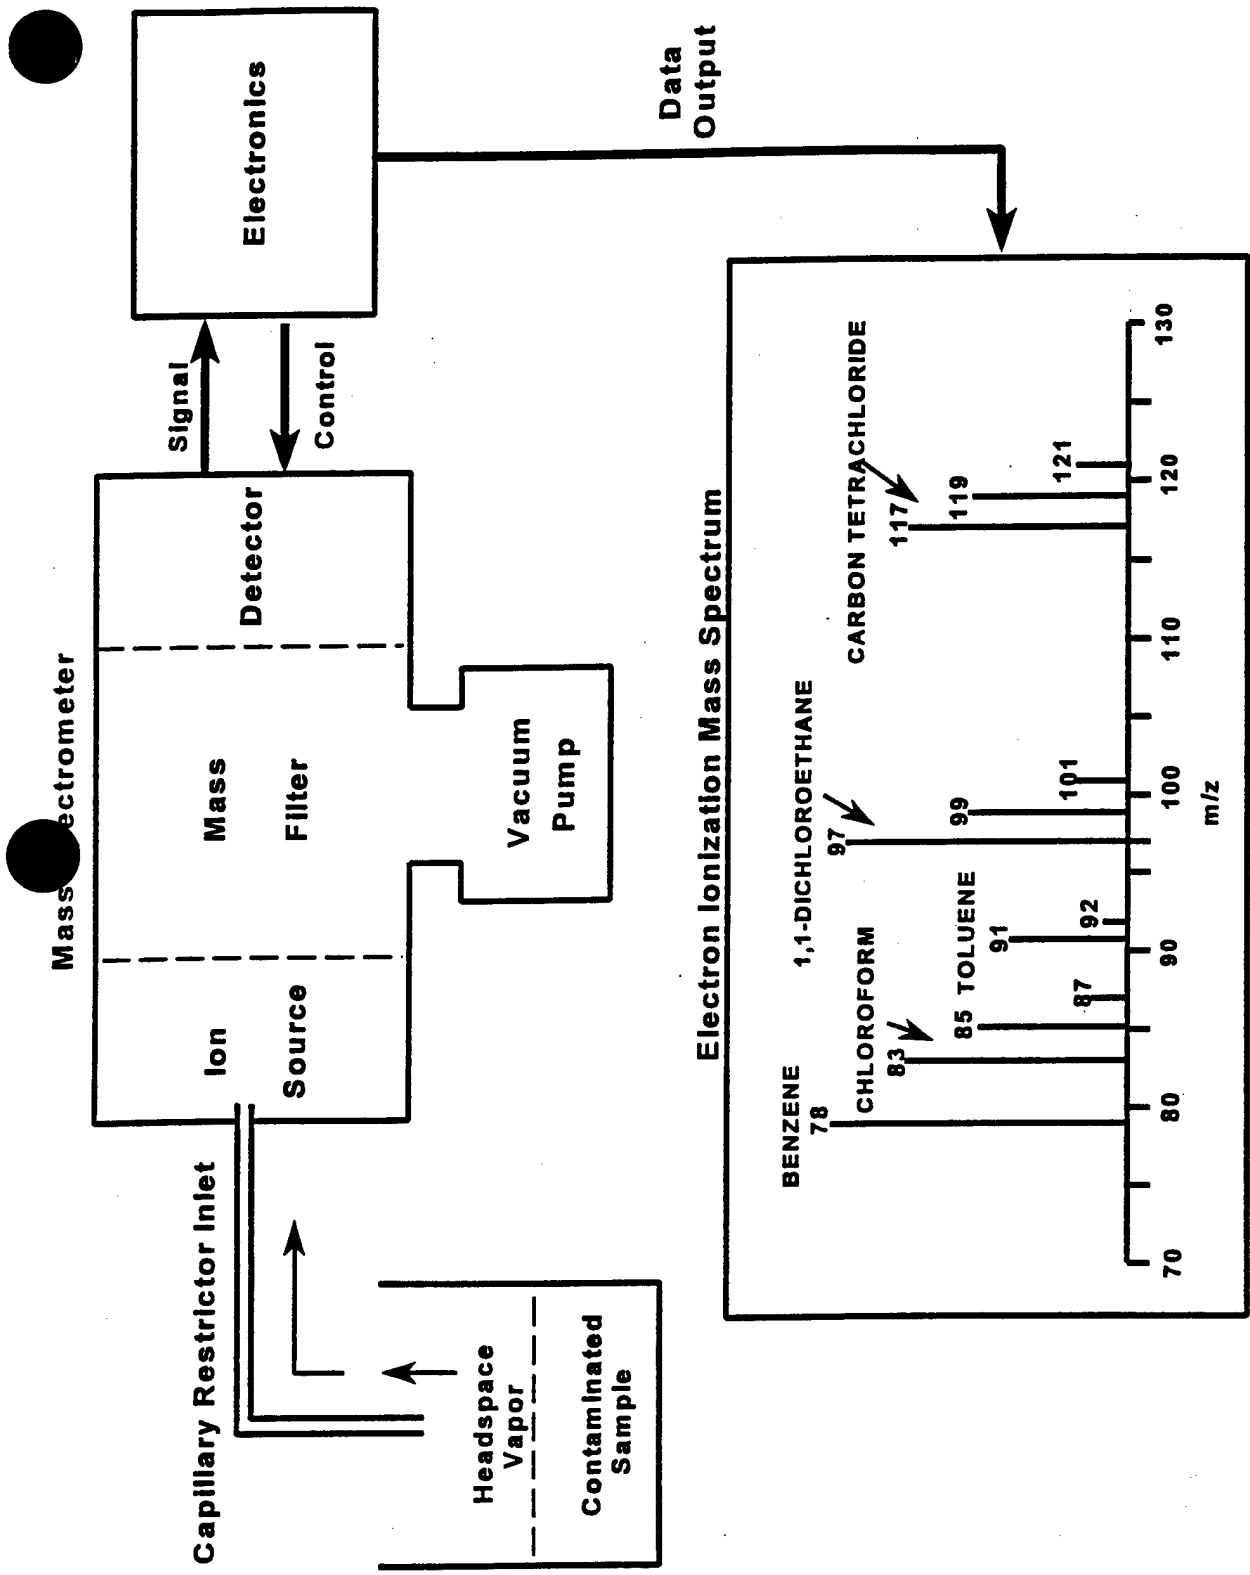 Mass ectrometer
Capillary Restrictor Inlet
Ion
Source
Mass
Filter
Detector
Signal
Control
Electronics
Vacuum
Pump
Headspace
Vapor
Contaminated
Sample
Data
Output
Electron Ionization Mass Spectrum
BENZENE
78
CHLOROFORM
83
85
87
TOLUENE
91
92
1,1-DICHLOROETHANE
97
99
101
CARBON TETRACHLORIDE
117
119
121
70
80
90
100
110
120
130
m/z